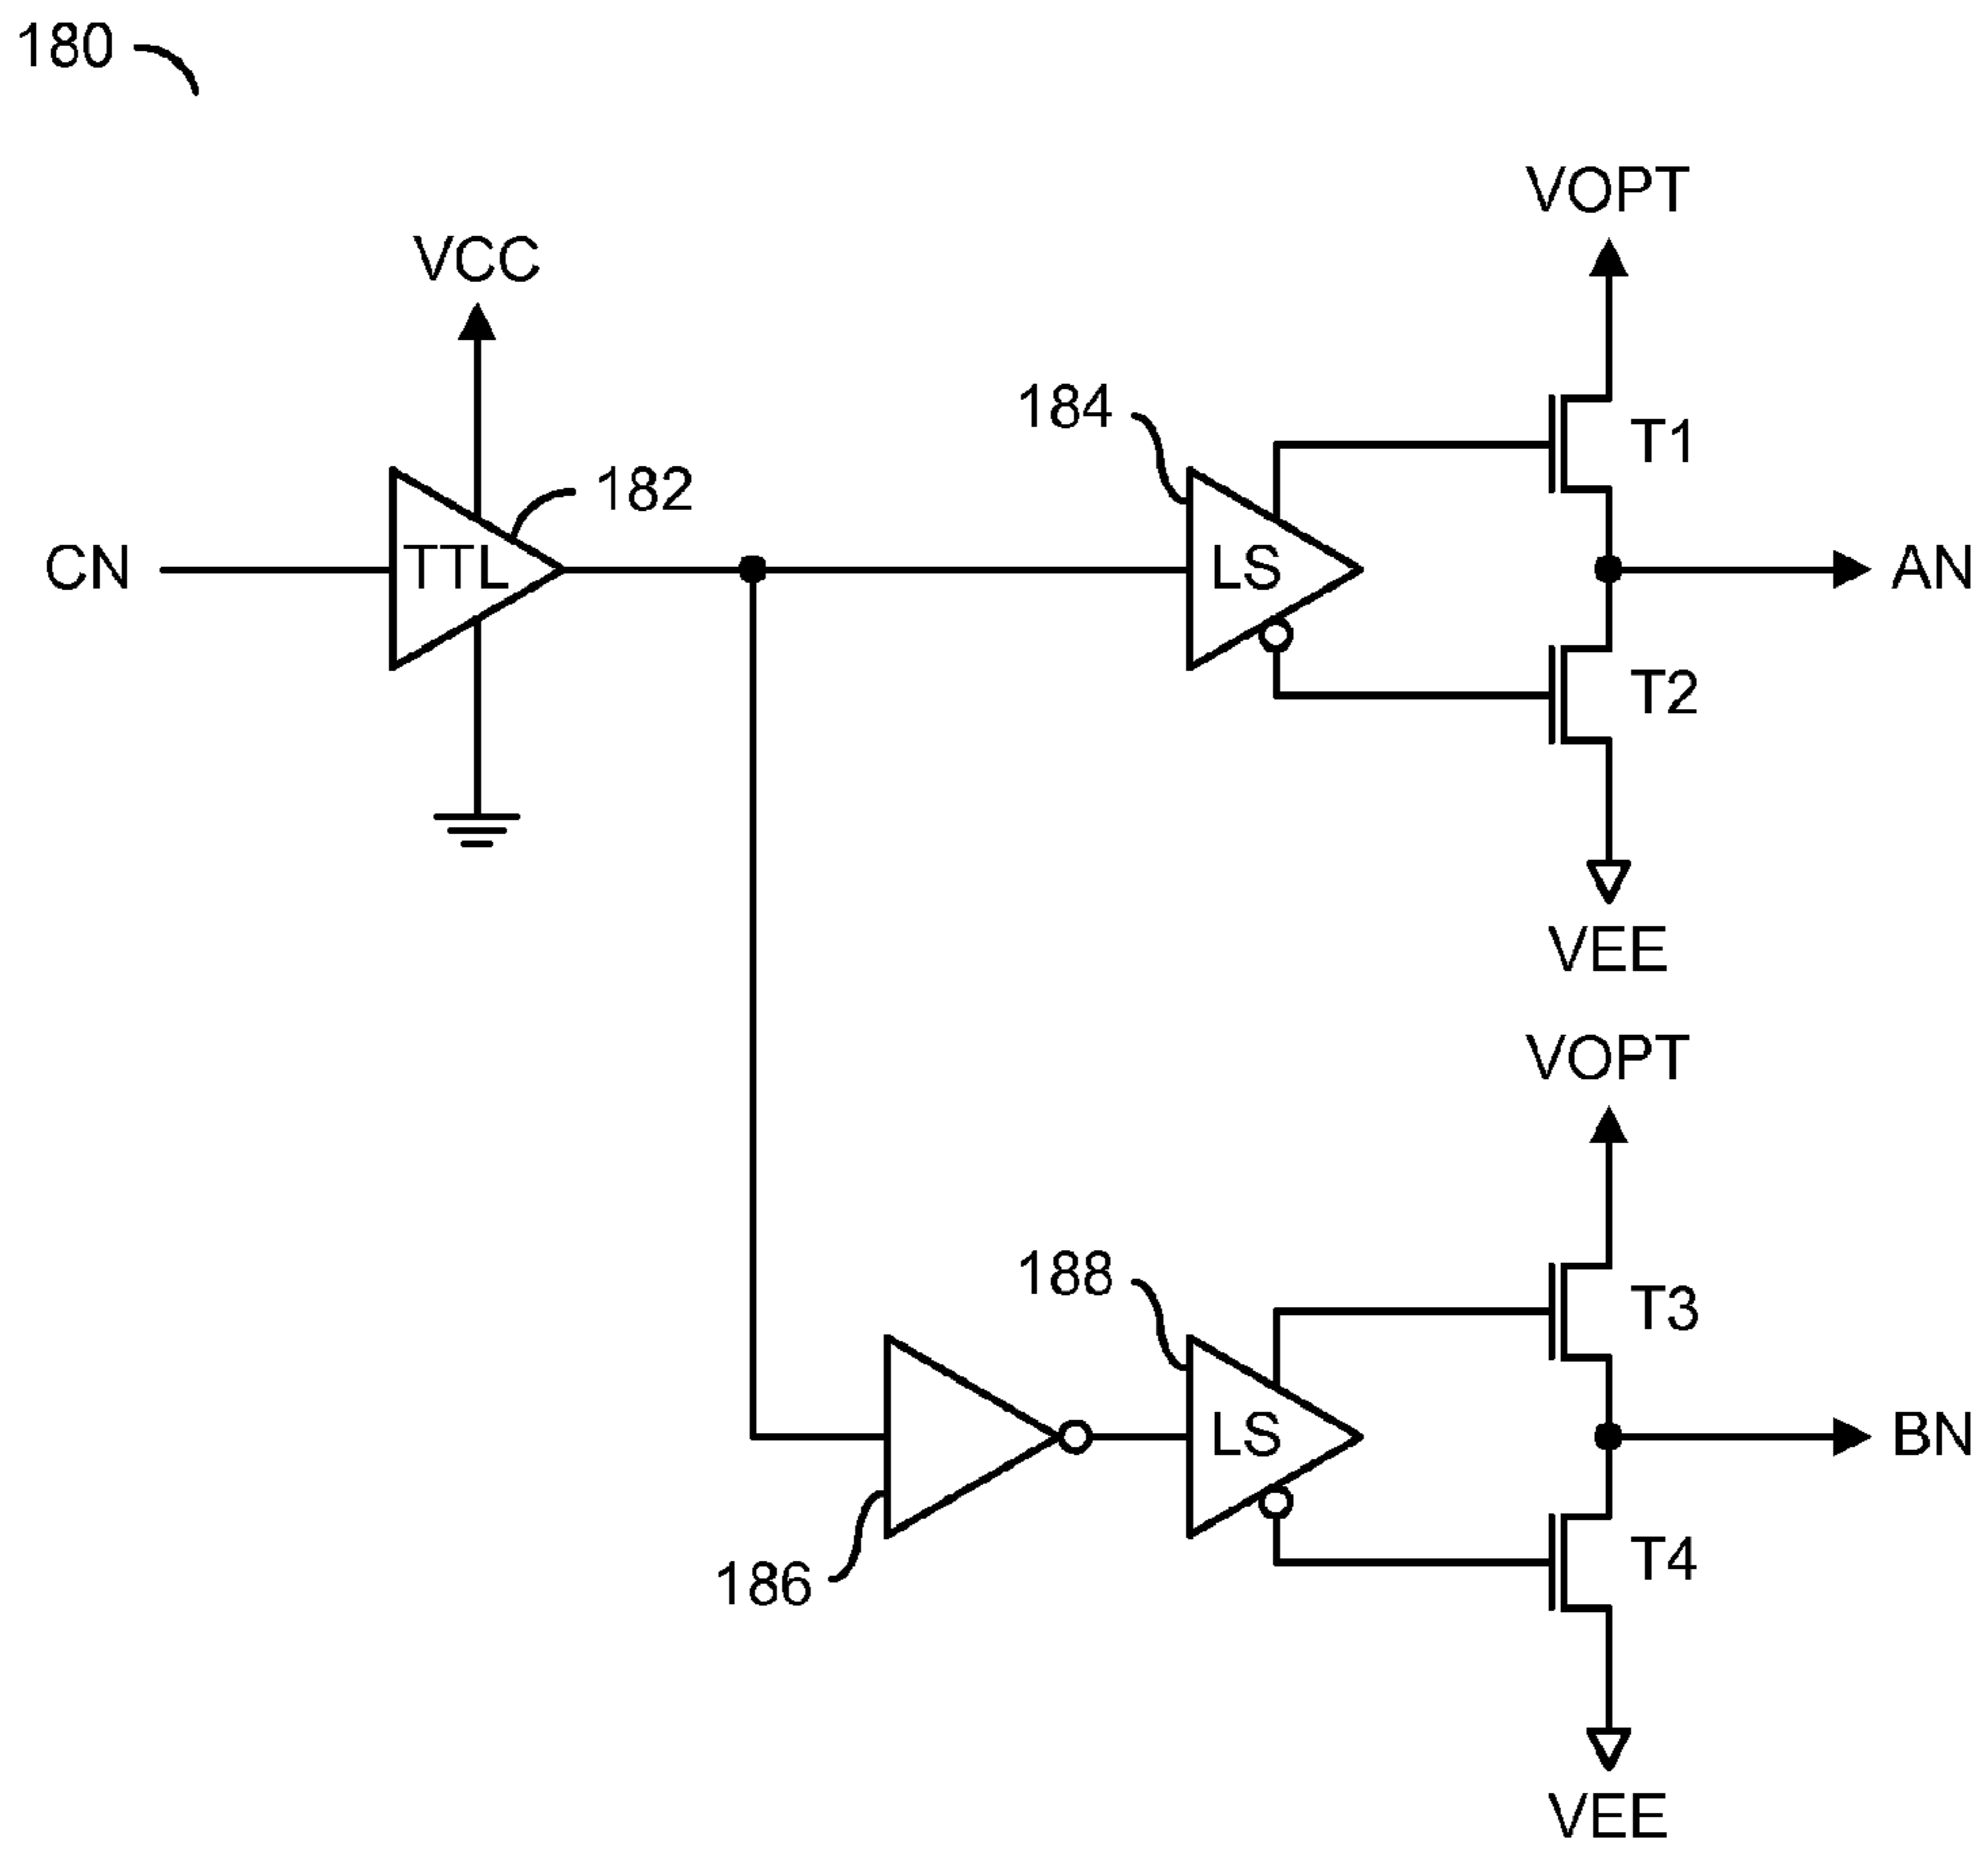 180
VOPT
VCC
184
T1
182
CN
TTL
LS
AN
T2
VEE
VOPT
188
T3
LS
BN
186
T4
VEE